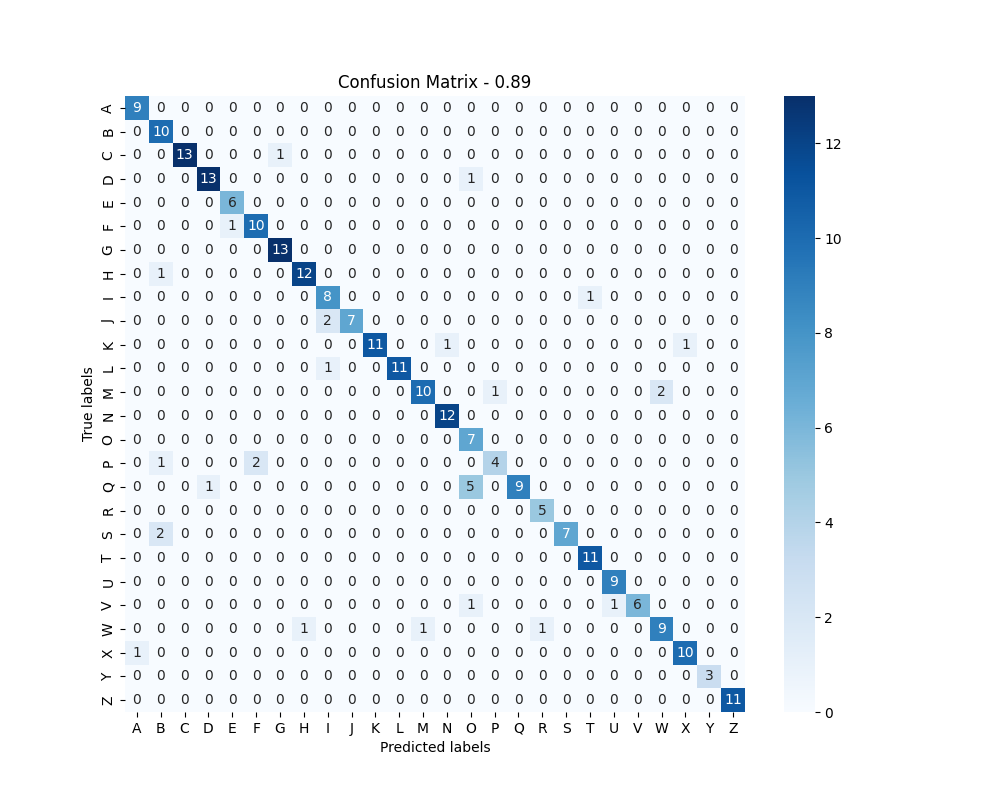 Confusion Matrix - 0.89
A 9 0 0 0 0 0 0 0 0 0 0 0 0 0 0 0 0 0 0 0 0 0 0 0 0 0
B 0 10 0 0 0 0 0 0 0 0 0 0 0 0 0 0 0 0 0 0 0 0 0 0 0 0
C 0 0 13 0 0 0 1 0 0 0 0 0 0 0 0 0 0 0 0 0 0 0 0 0 0 0
D 0 0 0 13 0 0 0 0 0 0 0 0 0 0 1 0 0 0 0 0 0 0 0 0 0 0
E 0 0 0 0 6 0 0 0 0 0 0 0 0 0 0 0 0 0 0 0 0 0 0 0 0 0
F 0 0 0 0 1 10 0 0 0 0 0 0 0 0 0 0 0 0 0 0 0 0 0 0 0 0
G 0 0 0 0 0 0 13 0 0 0 0 0 0 0 0 0 0 0 0 0 0 0 0 0 0 0
H 0 1 0 0 0 0 0 12 0 0 0 0 0 0 0 0 0 0 0 0 0 0 0 0 0 0
I 0 0 0 0 0 0 0 0 8 0 0 0 0 0 0 0 0 0 0 1 0 0 0 0 0 0
J 0 0 0 0 0 0 0 0 2 7 0 0 0 0 0 0 0 0 0 0 0 0 0 0 0 0
K 0 0 0 0 0 0 0 0 0 0 11 0 0 1 0 0 0 0 0 0 0 0 0 1 0 0
L 0 0 0 0 0 0 0 0 1 0 0 11 0 0 0 0 0 0 0 0 0 0 0 0 0 0
M 0 0 0 0 0 0 0 0 0 0 0 0 10 0 0 1 0 0 0 0 0 0 2 0 0 0
N 0 0 0 0 0 0 0 0 0 0 0 0 0 12 0 0 0 0 0 0 0 0 0 0 0 0
O 0 0 0 0 0 0 0 0 0 0 0 0 0 0 7 0 0 0 0 0 0 0 0 0 0 0
P 0 1 0 0 0 2 0 0 0 0 0 0 0 0 0 4 0 0 0 0 0 0 0 0 0 0
Q 0 0 0 1 0 0 0 0 0 0 0 0 0 0 5 0 9 0 0 0 0 0 0 0 0 0
R 0 0 0 0 0 0 0 0 0 0 0 0 0 0 0 0 0 5 0 0 0 0 0 0 0 0
S 0 2 0 0 0 0 0 0 0 0 0 0 0 0 0 0 0 0 7 0 0 0 0 0 0 0
T 0 0 0 0 0 0 0 0 0 0 0 0 0 0 0 0 0 0 0 11 0 0 0 0 0 0
U 0 0 0 0 0 0 0 0 0 0 0 0 0 0 0 0 0 0 0 0 9 0 0 0 0 0
V 0 0 0 0 0 0 0 0 0 0 0 0 0 0 1 0 0 0 0 0 1 6 0 0 0 0
W 0 0 0 0 0 0 0 1 0 0 0 0 1 0 0 0 0 1 0 0 0 0 9 0 0 0
X 1 0 0 0 0 0 0 0 0 0 0 0 0 0 0 0 0 0 0 0 0 0 0 10 0 0
Y 0 0 0 0 0 0 0 0 0 0 0 0 0 0 0 0 0 0 0 0 0 0 0 0 3 0
Z 0 0 0 0 0 0 0 0 0 0 0 0 0 0 0 0 0 0 0 0 0 0 0 0 0 11
A B C D E F G H I J K L M N O P Q R S T U V W X Y Z
Predicted labels
True labels
12
10
8
6
4
2
0